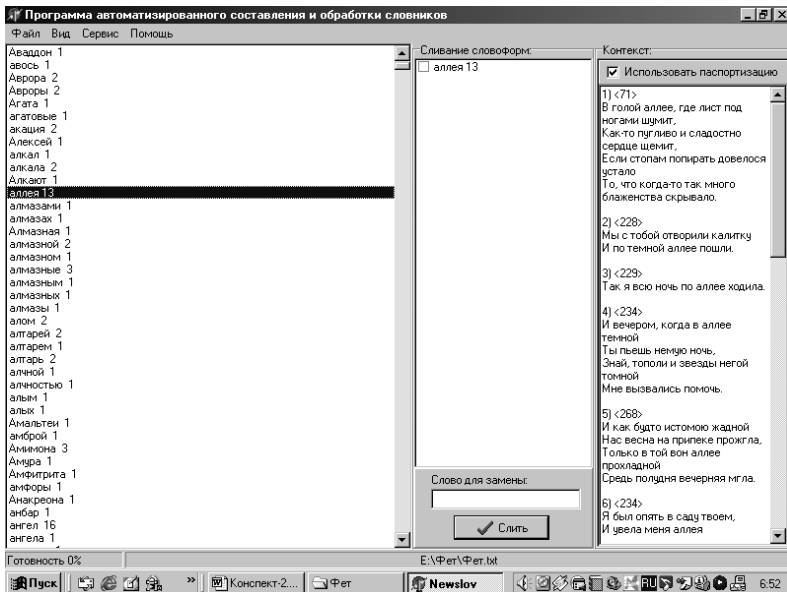 Программа автоматизированного составления и обработки словников
Файл Вид Сервис Помощь
Аваддон 1
авось 1
Аврора 2
Авроры 2
Агата 1
агатовые 1
акация 2
Алексей 1
алкал 1
алкала 2
Алкают 1
аллея 13
алмазами 1
алмазах 1
Алмазная 1
алмазной 2
алмазном 1
алмазные 3
алмазным 1
алмазных 1
алмазы 1
алом 2
алтарей 2
алтарем 1
алтарь 2
алчной 1
алчностью 1
алым 1
алых 1
Амальтеи 1
амброй 1
Амимона 3
Амура 1
Амфитрита 1
амфоры 1
Анакреона 1
анбар 1
ангел 16
ангела 1
Сливание словоформ:
аллея 13
Слово для замены:
Слить
Контекст:
Использовать паспортизацию
1) <71>
В голой аллее, где лист под
ногами шумит,
Как-то пугливо и сладостно
сердце щемит,
Если стопам попирать довелося
устало
То, что когда-то так много
блаженства скрывало.
2) <228>
Мы с тобой отворили калитку
И по темной аллее пошли.
3) <229>
Так я всю ночь по аллее ходила.
4) <234>
И вечером, когда в аллее
темной
Ты пьешь немую ночь,
Знай, тополи и звезды негой
томной
Мне вызвались помочь.
5) <268>
И как будто истомою жадной
Нас весна на припеке прожгла,
Только в той вон аллее
прохладной
Средь полудня вечерняя мгла.
6) <234>
Я был опять в саду твоем,
И увела меня аллея
Готовность 0%
E:\Фет\Фет.txt
Пуск
»
Конспект-2....
Фет
Newslov
RU
6:52